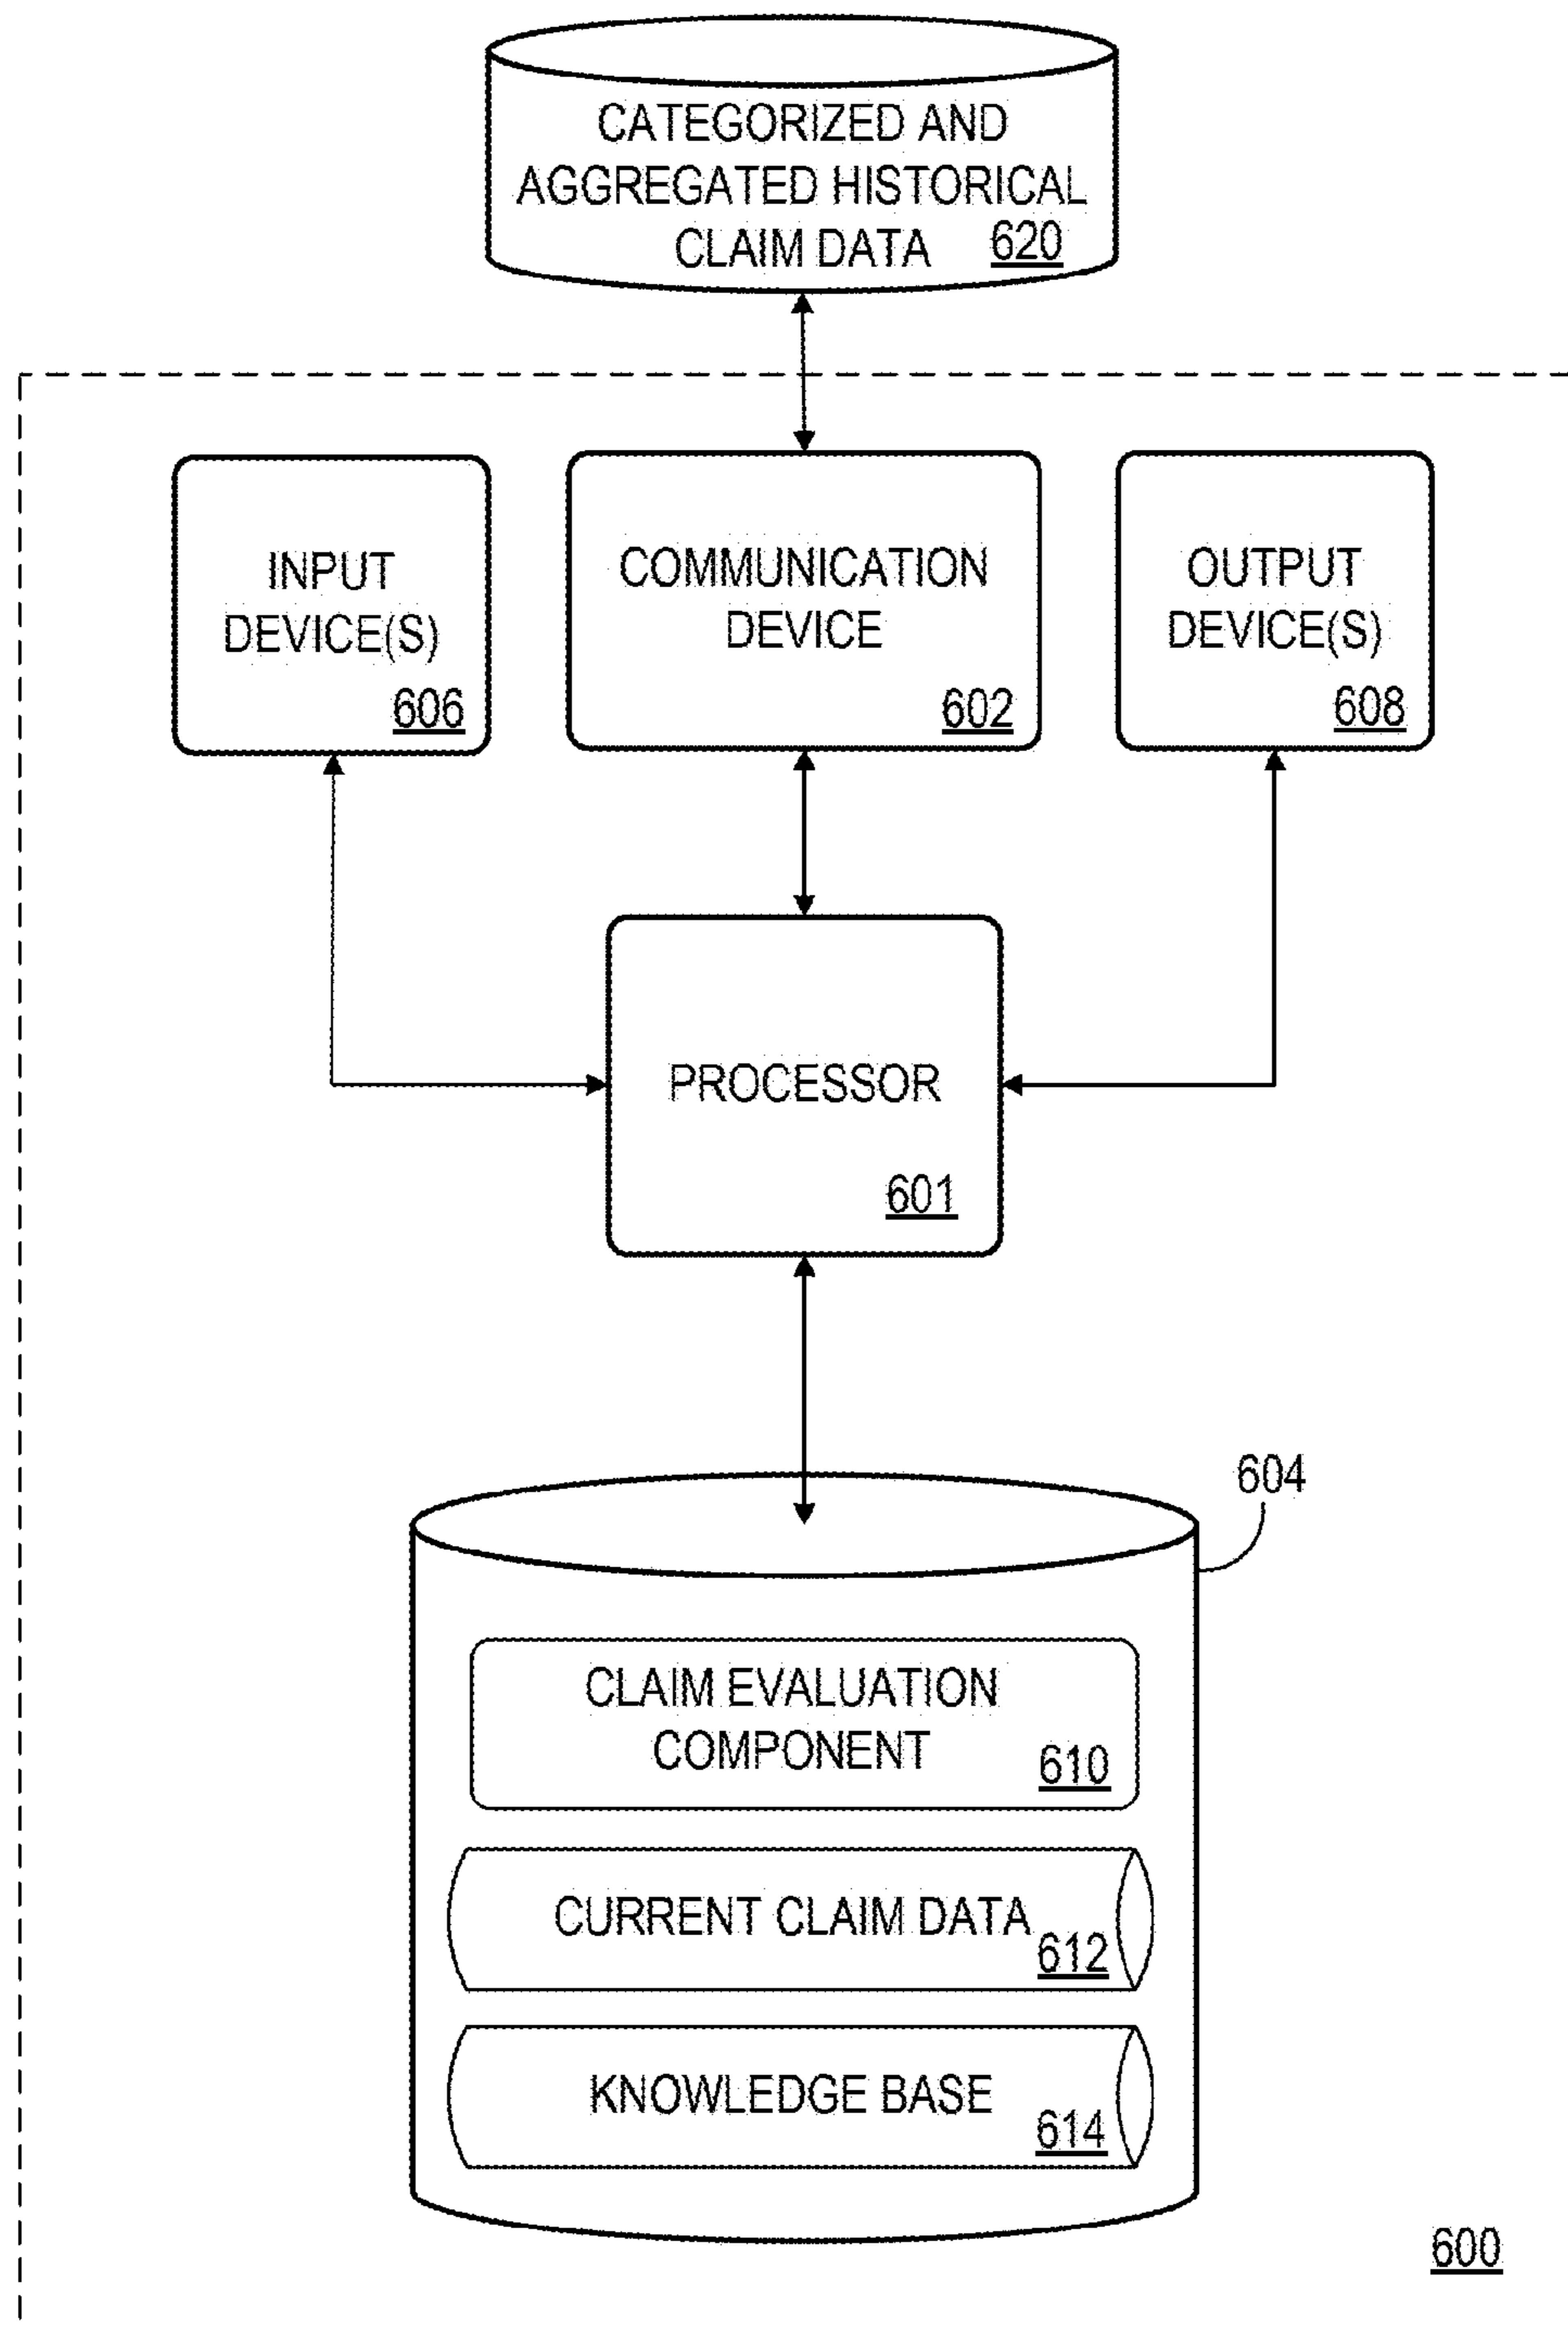 CATEGORIZED AND
AGGREGATED HISTORICAL
CLAIM DATA 620
INPUT
DEVICE(S)
606
COMMUNICATION
DEVICE
602
OUTPUT
DEVICE(S)
608
PROCESSOR
601
604
CLAIM EVALUATION
COMPONENT
610
CURRENT CLAIM DATA
612
KNOWLEDGE BASE
614
600